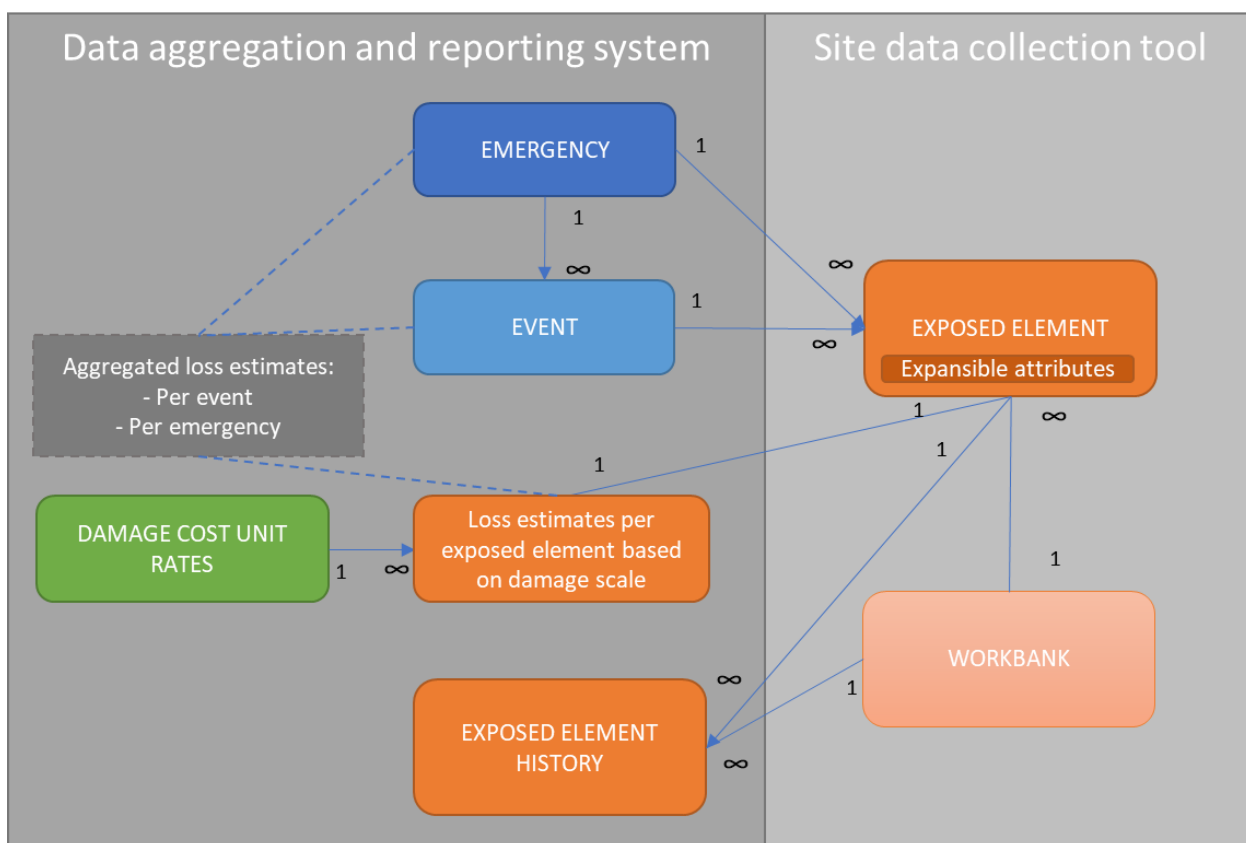 Data aggregation and reporting system
Site data collection tool
EMERGENCY
1
1
∞
∞
EVENT
1
∞
EXPOSED ELEMENT
Expansible attributes
Aggregated loss estimates:
- Per event
- Per emergency
1
∞
1
1
DAMAGE COST UNIT
RATES
1
∞
Loss estimates per
exposed element based
on damage scale
1
WORKBANK
1
∞
EXPOSED ELEMENT
HISTORY
∞